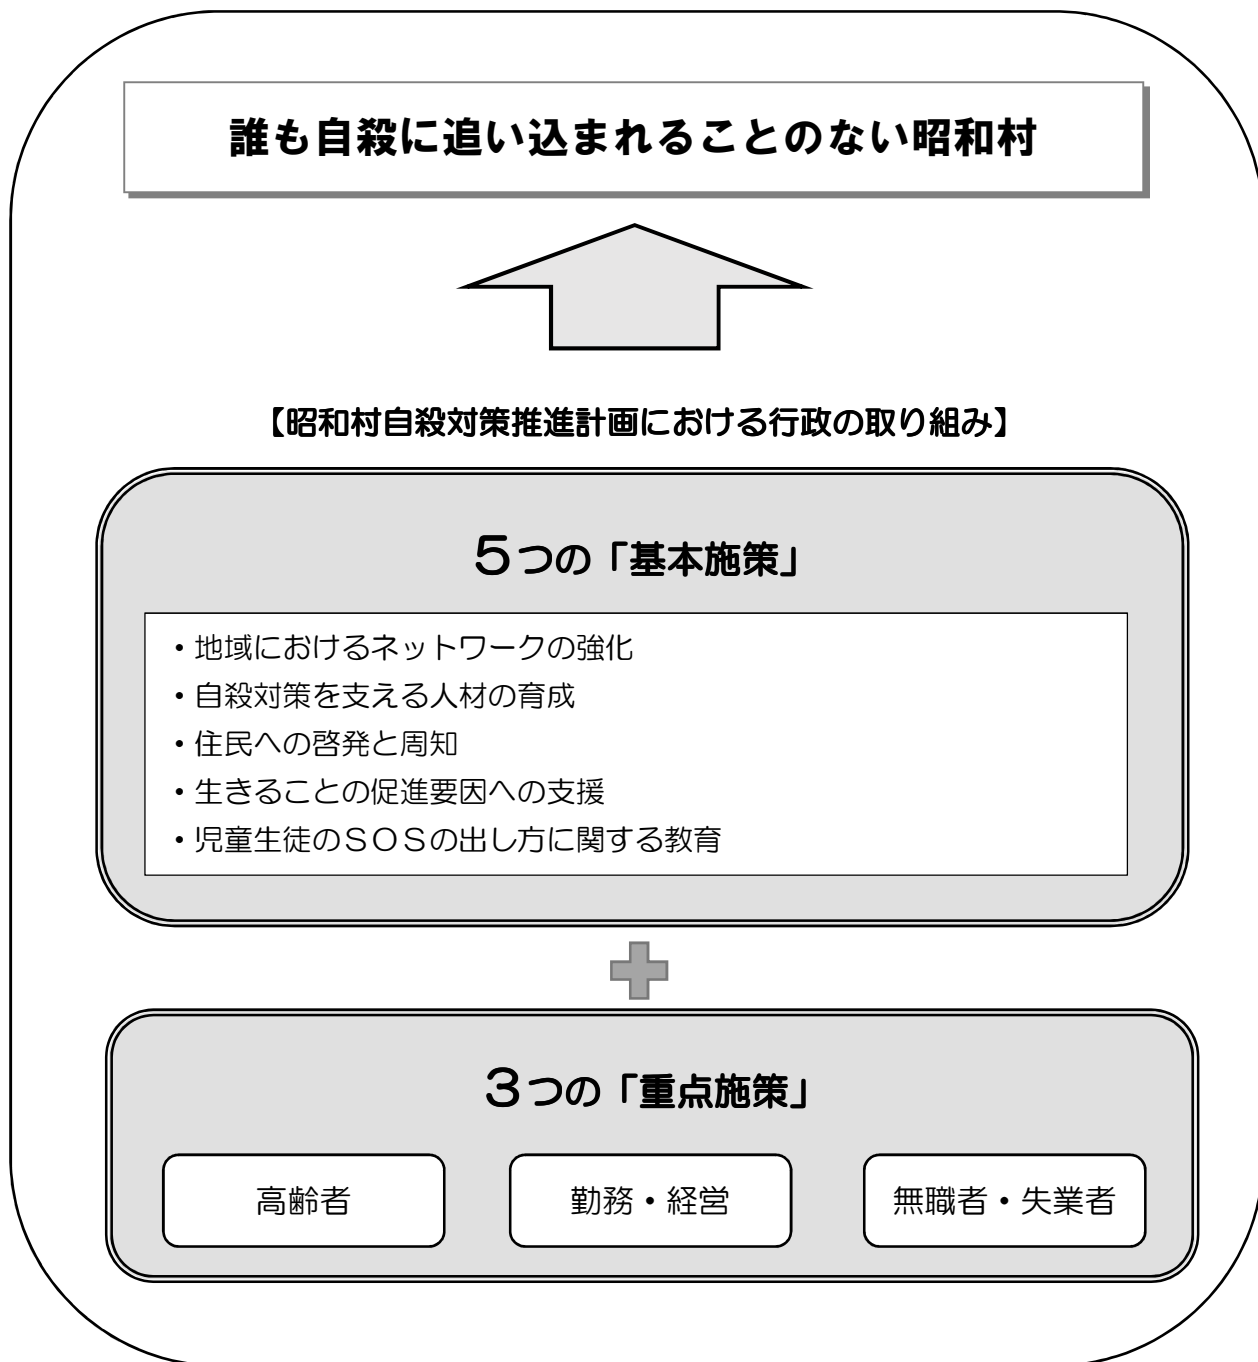 誰も自殺に追い込まれることのない昭和村
【昭和村自殺対策推進計画における行政の取り組み】
５つの「基本施策」
・地域におけるネットワークの強化
・自殺対策を支える人材の育成
・住民への啓発と周知
・生きることの促進要因への支援
・児童生徒のＳＯＳの出し方に関する教育
３つの「重点施策」
高齢者
勤務・経営
無職者・失業者